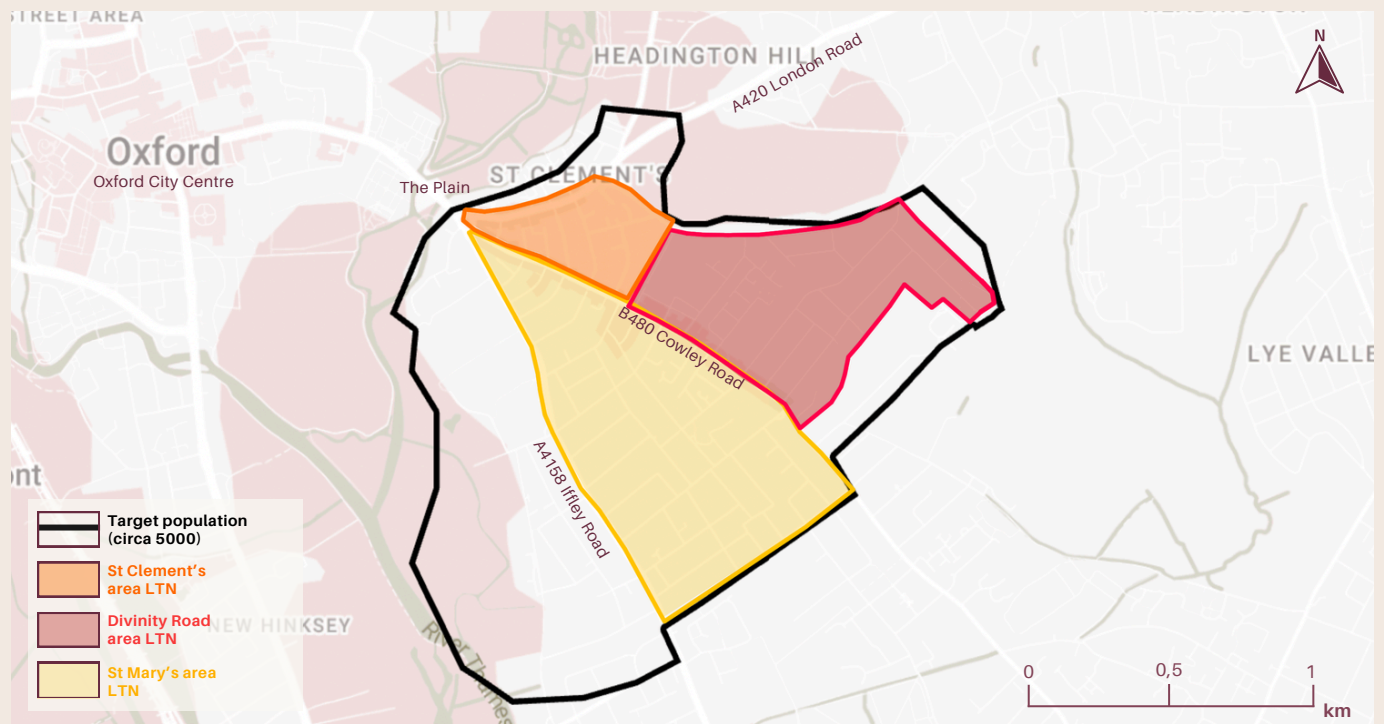 STREET AREA
HEADINGTON HILL
A420 London Road
N
Oxford
Oxford City Centre
The Plain
ST CLEMENT'S
B480 Cowley Road
LYE VALLE
A4158 Iffley Road
ont
Target population
(circa 5000)
St Clement's
area LTN
Divinity Road
area LTN
NEW HINKSEY
St Mary's area
LTN
River Thames
0
0,5
1
km